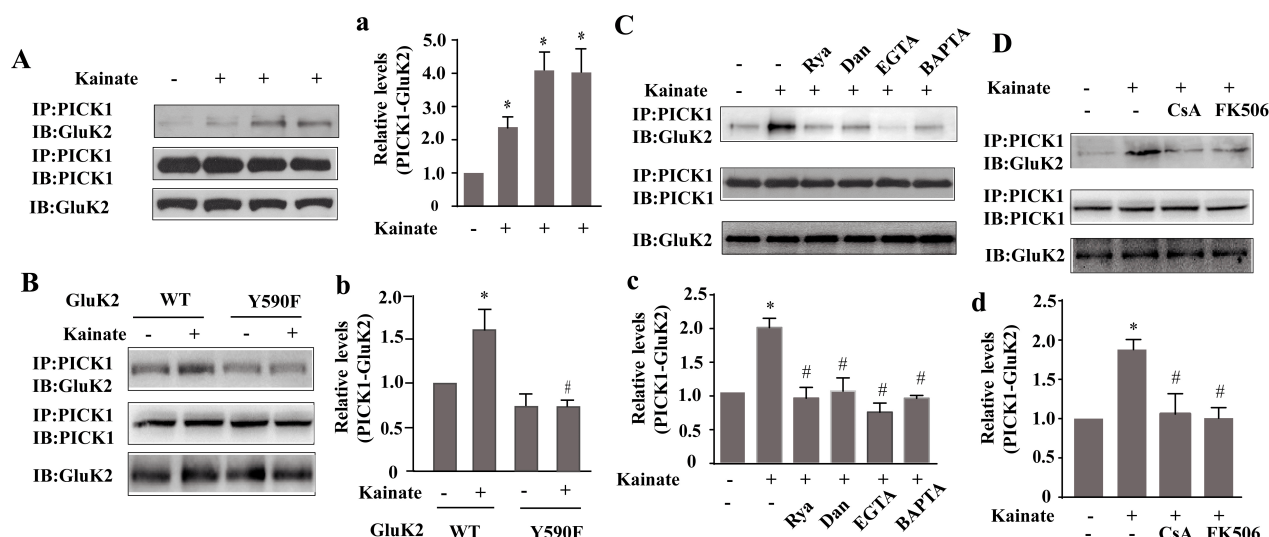 A
Kainate - + + +
IP:PICK1
IB:GluK2
IP:PICK1
IB:PICK1
IB:GluK2
a
Relative levels
(PICK1-GluK2)
5.0
4.0
3.0
2.0
1.0
0
* * *
Kainate - + + +
B
GluK2 WT Y590F
Kainate - + - +
IP:PICK1
IB:GluK2
IP:PICK1
IB:PICK1
IB:GluK2
b
Relative levels
(PICK1-GluK2)
2.0
1.5
1.0
0.5
0
* #
Kainate - + - +
GluK2 WT Y590F
C
- - Rya Dan EGTA BAPTA
Kainate - + + + + +
IP:PICK1
IB:GluK2
IP:PICK1
IB:PICK1
IB:GluK2
c
Relative levels
(PICK1-GluK2)
2.5
2.0
1.5
1.0
0.5
0
* # # # #
Kainate - + + + + +
- - Rya Dan EGTA BAPTA
D
Kainate - + + +
- - CsA FK506
IP:PICK1
IB:GluK2
IP:PICK1
IB:PICK1
IB:GluK2
d
Relative levels
(PICK1-GluK2)
2.5
2.0
1.5
1.0
0.5
0
* # #
Kainate - + + +
- - CsA FK506